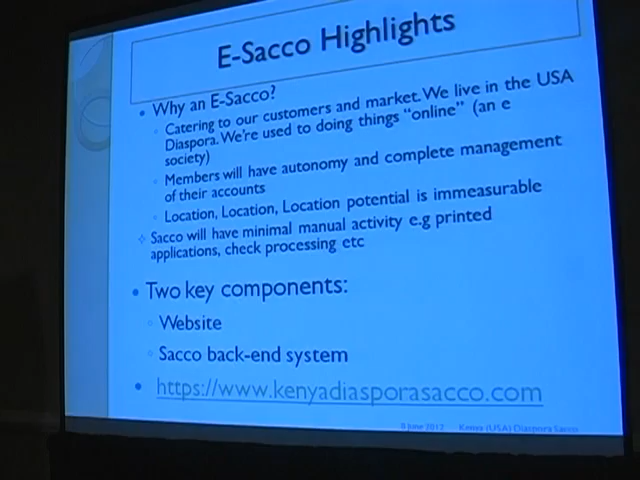 E-Sacco Highlights
• Why an E-Sacco?
◦ Catering to our customers and market. We live in the USA
Diaspora. We're used to doing things "online" (an e
society)
◦ Members will have autonomy and complete management
of their accounts
◦ Location, Location, Location potential is immeasurable
❖ Sacco will have minimal manual activity e.g printed
applications, check processing etc
• Two key components:
◦ Website
◦ Sacco back-end system
• https://www.kenyadiasporasacco.com
8 June 2012 Kenya (USA) Diaspora Sacco